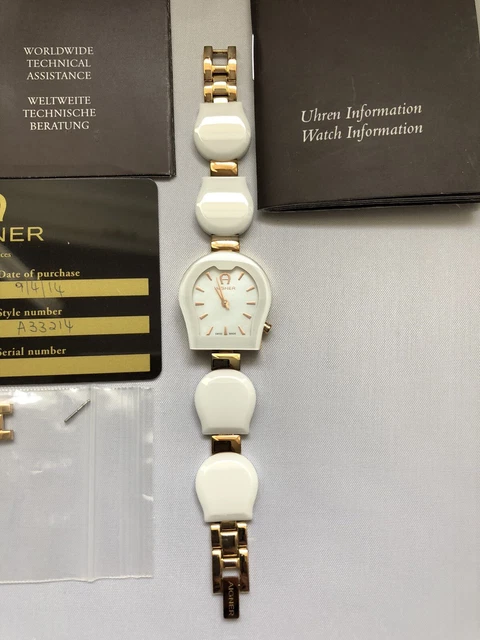 WORLDWIDE
TECHNICAL
ASSISTANCE
WELTWEITE
TECHNISCHE
BERATUNG
Uhren Information
Watch Information
NER
Date of purchase
9/4/14
Style number
A33214
Serial number
AIGNER
AIGNER